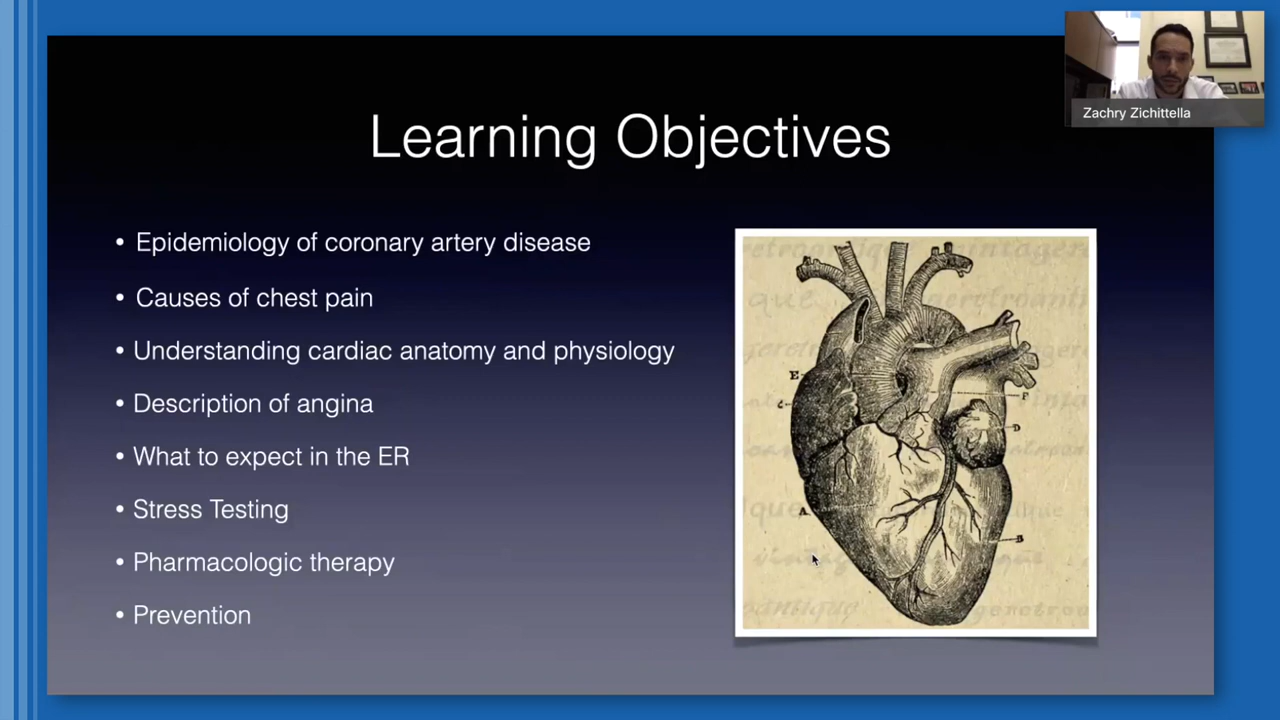 Zachry Zichittella
Learning Objectives
• Epidemiology of coronary artery disease
• Causes of chest pain
• Understanding cardiac anatomy and physiology
• Description of angina
• What to expect in the ER
• Stress Testing
• Pharmacologic therapy
• Prevention
E
C
F
D
A
B